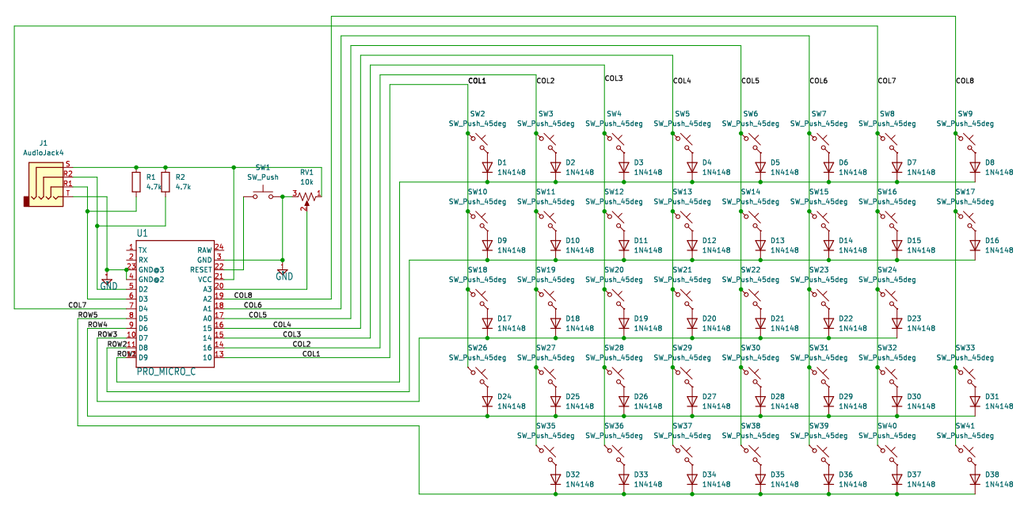 COL1
COL2
COL3
COL4
COL5
COL6
COL7
COL8
SW2
SW_Push_45deg
SW3
SW_Push_45deg
SW4
SW_Push_45deg
SW5
SW_Push_45deg
SW6
SW_Push_45deg
SW7
SW_Push_45deg
SW8
SW_Push_45deg
SW9
SW_Push_45deg
J1
AudioJack4
S
R2
R1
T
R1
4.7k
R2
4.7k
SW1
SW_Push
RV1
10k
3
1
2
D1
1N4148
D2
1N4148
D3
1N4148
D4
1N4148
D5
1N4148
D6
1N4148
D7
1N4148
D8
1N4148
SW10
SW_Push_45deg
SW11
SW_Push_45deg
SW12
SW_Push_45deg
SW13
SW_Push_45deg
SW14
SW_Push_45deg
SW15
SW_Push_45deg
SW16
SW_Push_45deg
SW17
SW_Push_45deg
D9
1N4148
D10
1N4148
D11
1N4148
D12
1N4148
D13
1N4148
D14
1N4148
D15
1N4148
D16
1N4148
U1
1 TX RAW 24
2 RX GND 3
23 GND@3 RESET 22
4 GND@2 VCC 21
5 D2 A3 20
6 D3 A2 19
7 D4 A1 18
8 D5 A0 17
9 D6 15 16
10 D7 14 15
11 D8 16 14
12 D9 10 13
PRO_MICRO_C
GND
GND
COL8
COL7
COL6
ROW5
COL5
ROW4
COL4
ROW3
COL3
ROW2
COL2
ROW1
COL1
SW18
SW_Push_45deg
SW19
SW_Push_45deg
SW20
SW_Push_45deg
SW21
SW_Push_45deg
SW22
SW_Push_45deg
SW23
SW_Push_45deg
SW24
SW_Push_45deg
D17
1N4148
D18
1N4148
D19
1N4148
D20
1N4148
D21
1N4148
D22
1N4148
D23
1N4148
SW26
SW_Push_45deg
SW27
SW_Push_45deg
SW28
SW_Push_45deg
SW29
SW_Push_45deg
SW30
SW_Push_45deg
SW31
SW_Push_45deg
SW32
SW_Push_45deg
SW33
SW_Push_45deg
D24
1N4148
D25
1N4148
D26
1N4148
D27
1N4148
D28
1N4148
D29
1N4148
D30
1N4148
D31
1N4148
SW35
SW_Push_45deg
SW36
SW_Push_45deg
SW37
SW_Push_45deg
SW38
SW_Push_45deg
SW39
SW_Push_45deg
SW40
SW_Push_45deg
SW41
SW_Push_45deg
D32
1N4148
D33
1N4148
D34
1N4148
D35
1N4148
D36
1N4148
D37
1N4148
D38
1N4148